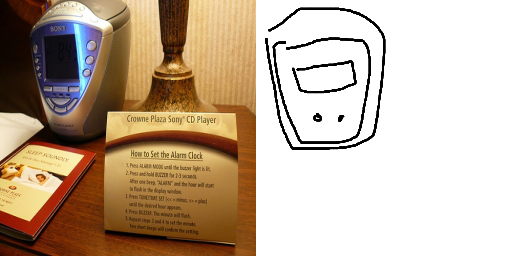 SONY
Crowne Plaza Sony® CD Player
How to Set the Alarm Clock
1. Press ALARM MODE until the buzzer light is lit.
2. Press and hold BUZZER for 2-3 seconds.
After one beep, "ALARM" and the hour will start
to flash in the display window.
3. Press TUNE/TIME SET (<< = minus, >> = plus)
until the desired hour appears.
4. Press BUZZER. The minute will flash.
5. Repeat steps 3 and 4 to set the minute.
Two short beeps will confirm the setting.
SLEEP SOUNDLY